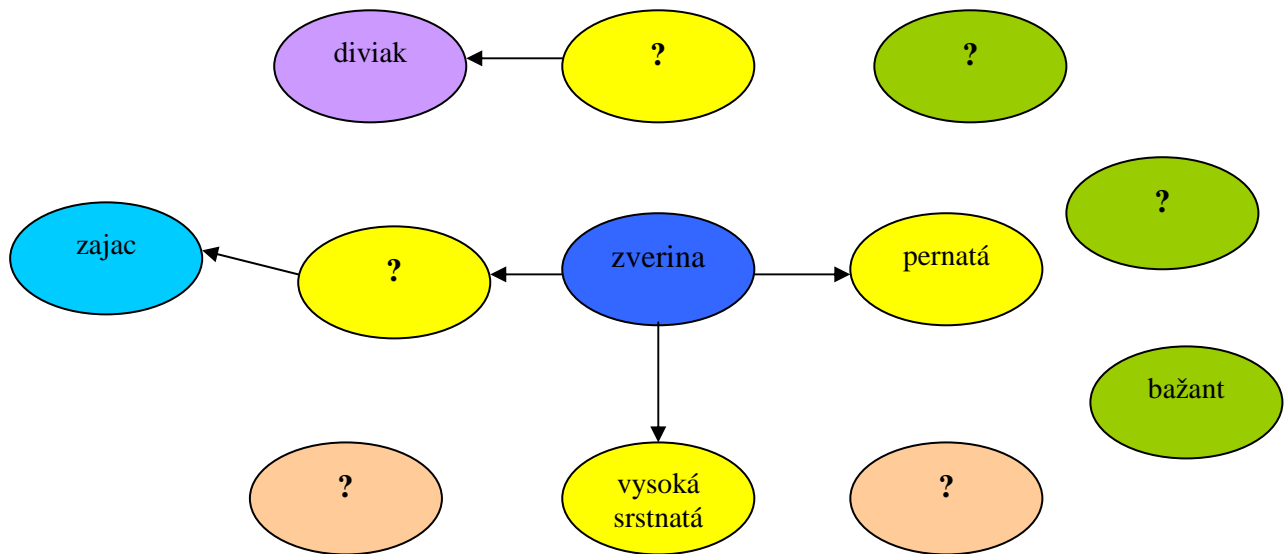 diviak
?
?
?
zajac
?
zverina
pernatá
bažant
?
vysoká
srstnatá
?